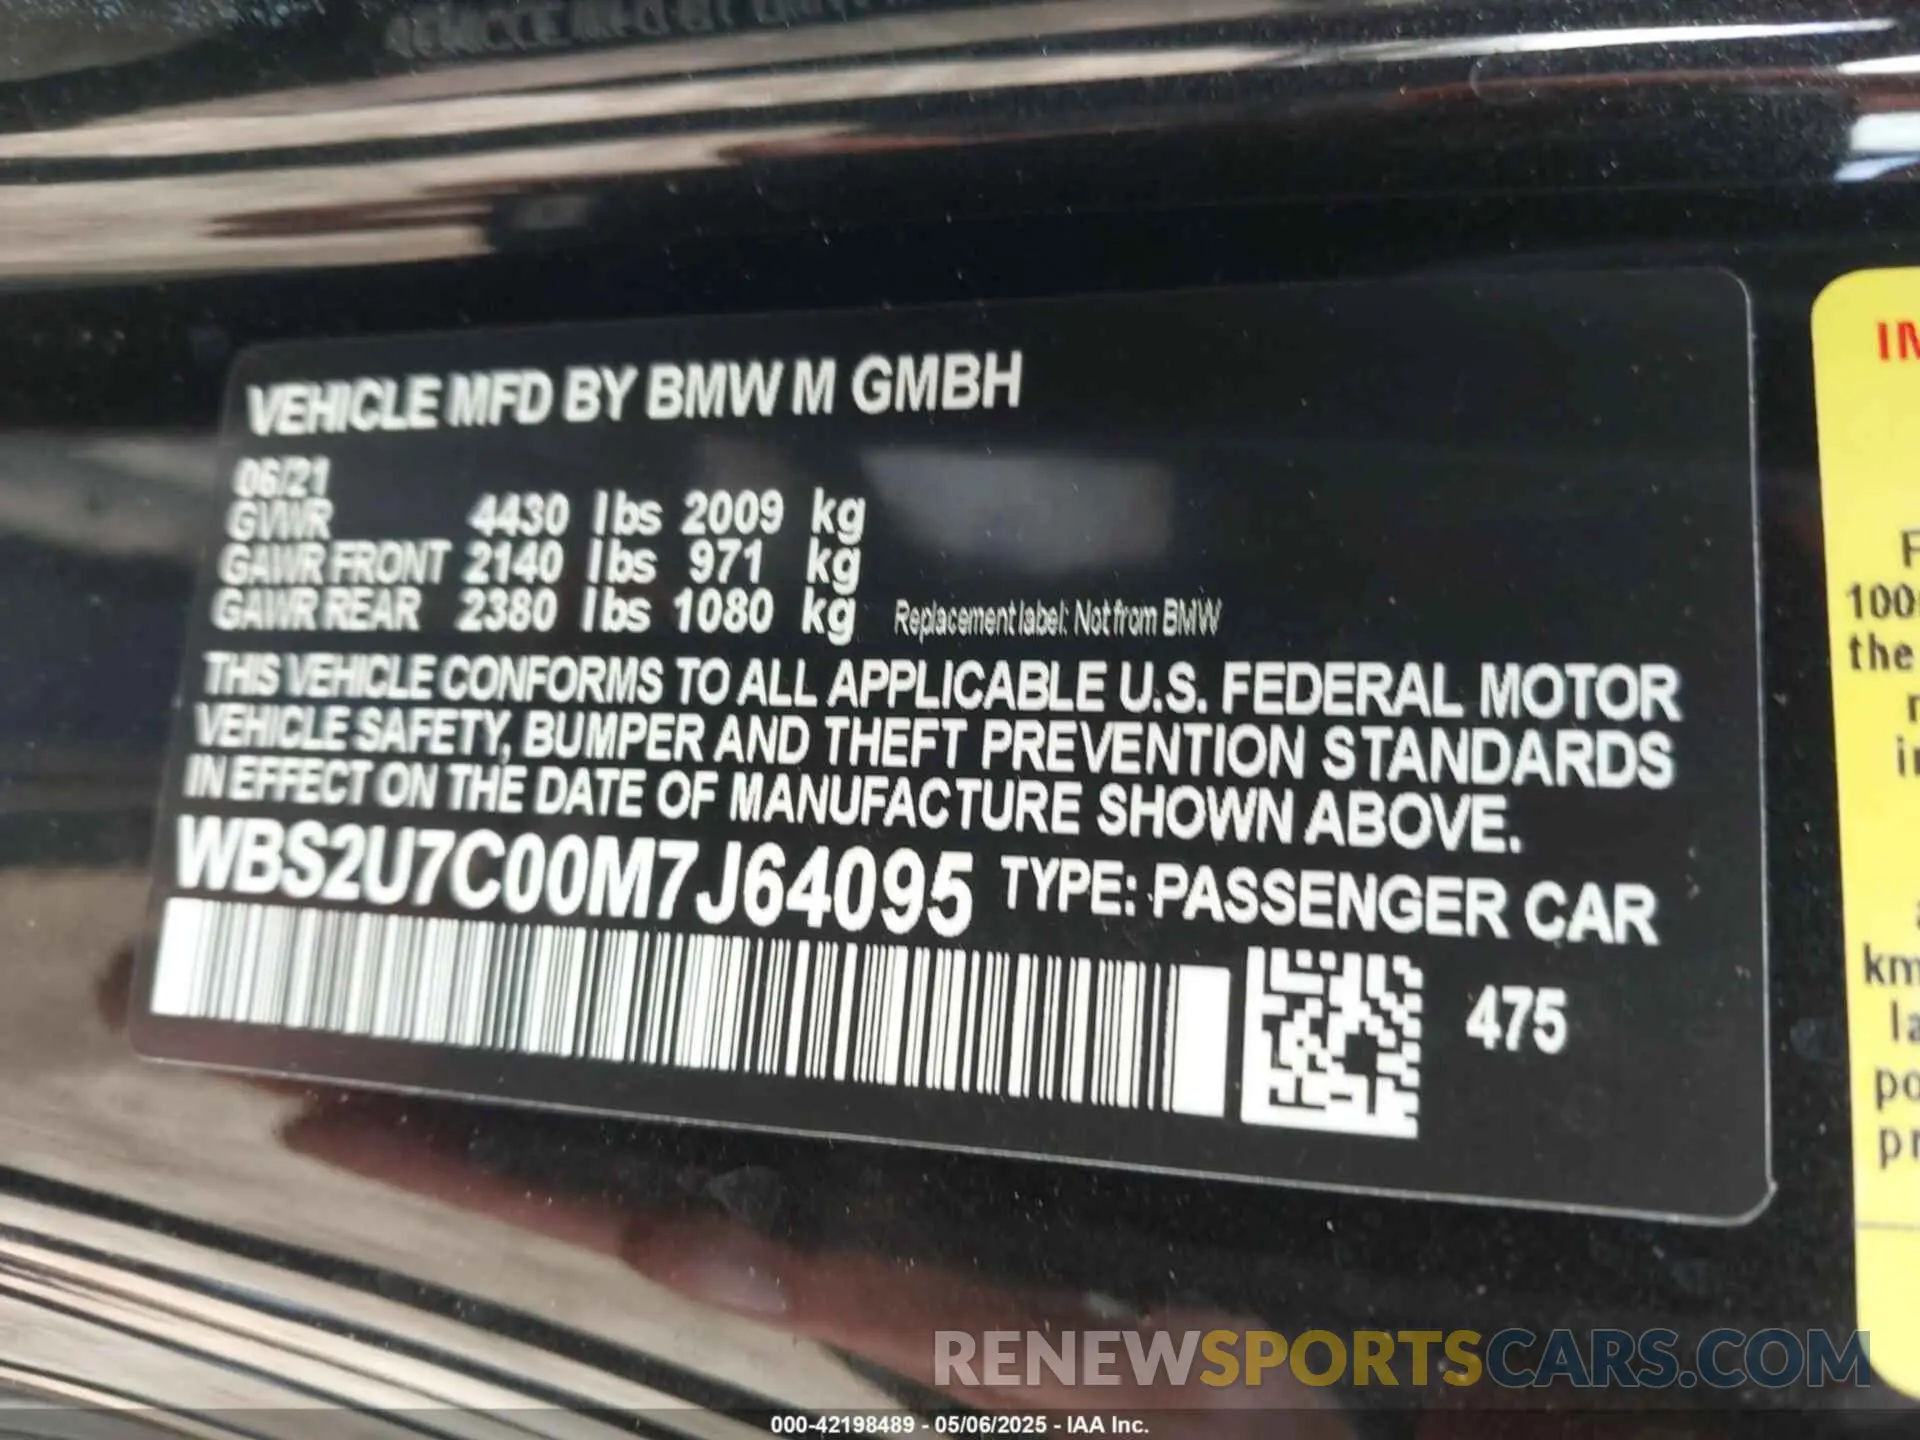 VEHICLE MFD BY BMW M GMBH
06/21
GVWR 4430 lbs 2009 kg
GAWR FRONT 2140 lbs 971 kg
GAWR REAR 2380 lbs 1080 kg Replacement label: Not from BMW
THIS VEHICLE CONFORMS TO ALL APPLICABLE U.S. FEDERAL MOTOR
VEHICLE SAFETY, BUMPER AND THEFT PREVENTION STANDARDS
IN EFFECT ON THE DATE OF MANUFACTURE SHOWN ABOVE.
WBS2U7C00M7J64095 TYPE: PASSENGER CAR
475
the
km
RENEWSPORTSCARS.COM
000-42198489 - 05/06/2025 - IAA Inc.